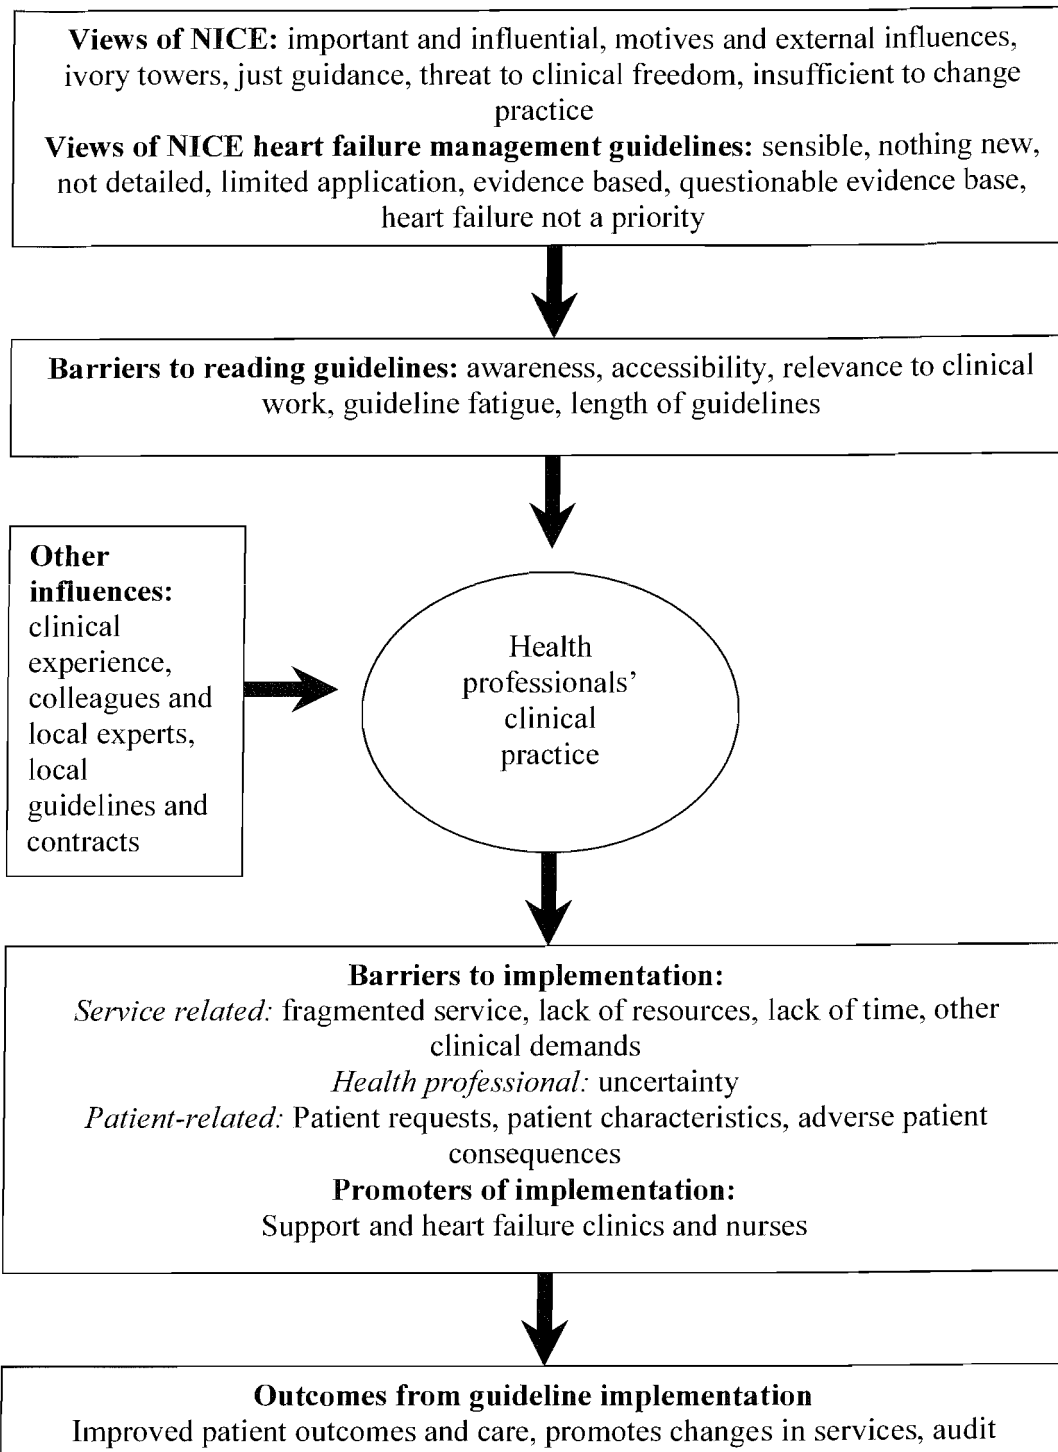 Views of NICE: important and influential, motives and external influences,
ivory towers, just guidance, threat to clinical freedom, insufficient to change
practice
Views of NICE heart failure management guidelines: sensible, nothing new,
not detailed, limited application, evidence based, questionable evidence base,
heart failure not a priority
Barriers to reading guidelines: awareness, accessibility, relevance to clinical
work, guideline fatigue, length of guidelines
Other
influences:
clinical
experience,
colleagues and
local experts,
local
guidelines and
contracts
Health
professionals’
clinical
practice
Barriers to implementation:
Service related: fragmented service, lack of resources, lack of time, other
clinical demands
Health professional: uncertainty
Patient-related: Patient requests, patient characteristics, adverse patient
consequences
Promoters of implementation:
Support and heart failure clinics and nurses
Outcomes from guideline implementation
Improved patient outcomes and care, promotes changes in services, audit